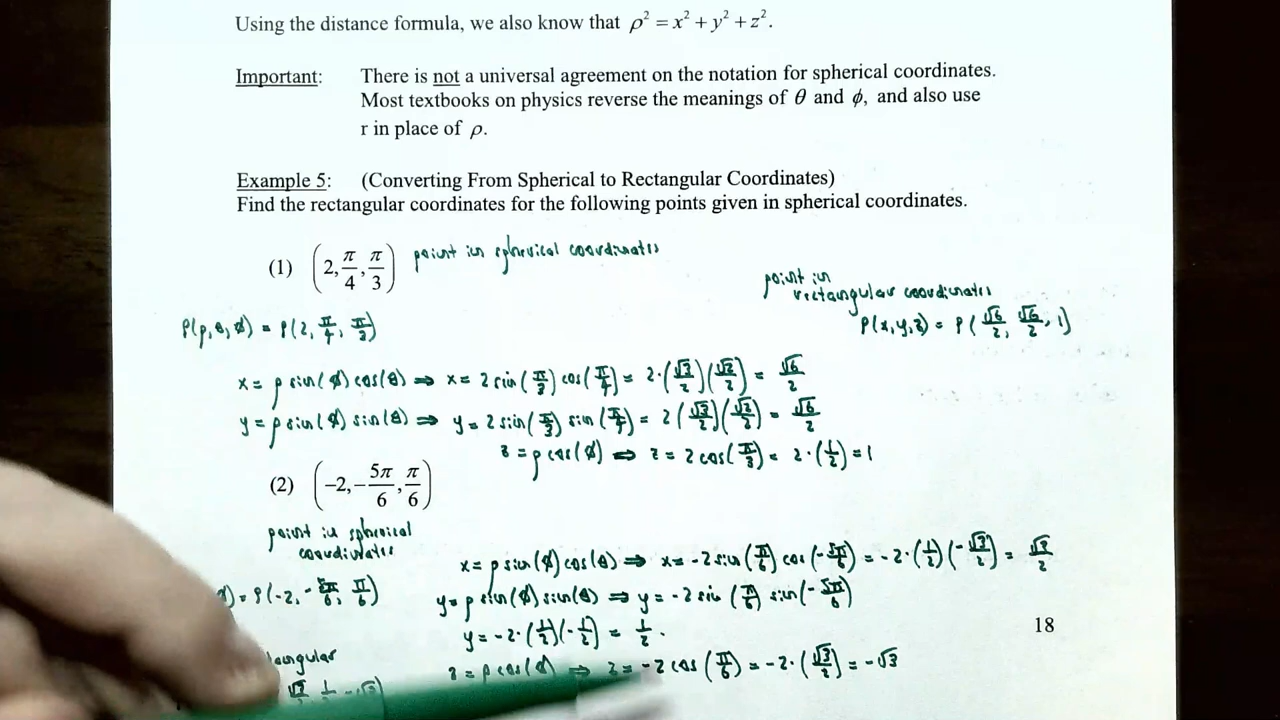 Using the distance formula, we also know that ρ² = x² + y² + z².
Important: There is not a universal agreement on the notation for spherical coordinates.
Most textbooks on physics reverse the meanings of θ and ϕ, and also use
r in place of ρ.
Example 5: (Converting From Spherical to Rectangular Coordinates)
Find the rectangular coordinates for the following points given in spherical coordinates.
(1) (2, π/4, π/3) point in spherical coordinates
point in
rectangular coordinates
P(ρ, θ, ϕ) = P(2, π/4, π/3)
P(x, y, z) = P(√6/2, √6/2, 1)
x = ρ sin(ϕ) cos(θ) ⇒ x = 2 sin(π/3) cos(π/4) = 2·(√3/2)(√2/2) = √6/2
y = ρ sin(ϕ) sin(θ) ⇒ y = 2 sin(π/3) sin(π/4) = 2(√3/2)(√2/2) = √6/2
z = ρ cos(ϕ) ⇒ z = 2 cos(π/3) = 2·(1/2) = 1
(2) (−2, −5π/6, π/6)
point in spherical
coordinates
x = ρ sin(ϕ) cos(θ) ⇒ x = −2 sin(π/6) cos(−5π/6) = −2·(1/2)(−√3/2) = √3/2
ϕ) = P(−2, −5π/6, π/6)
y = ρ sin(ϕ) sin(θ) ⇒ y = −2 sin(π/6) sin(−5π/6)
y = −2·(1/2)(−1/2) = 1/2.
18
z = ρ cos(ϕ) ⇒ z = −2 cos(π/6) = −2·(√3/2) = −√3